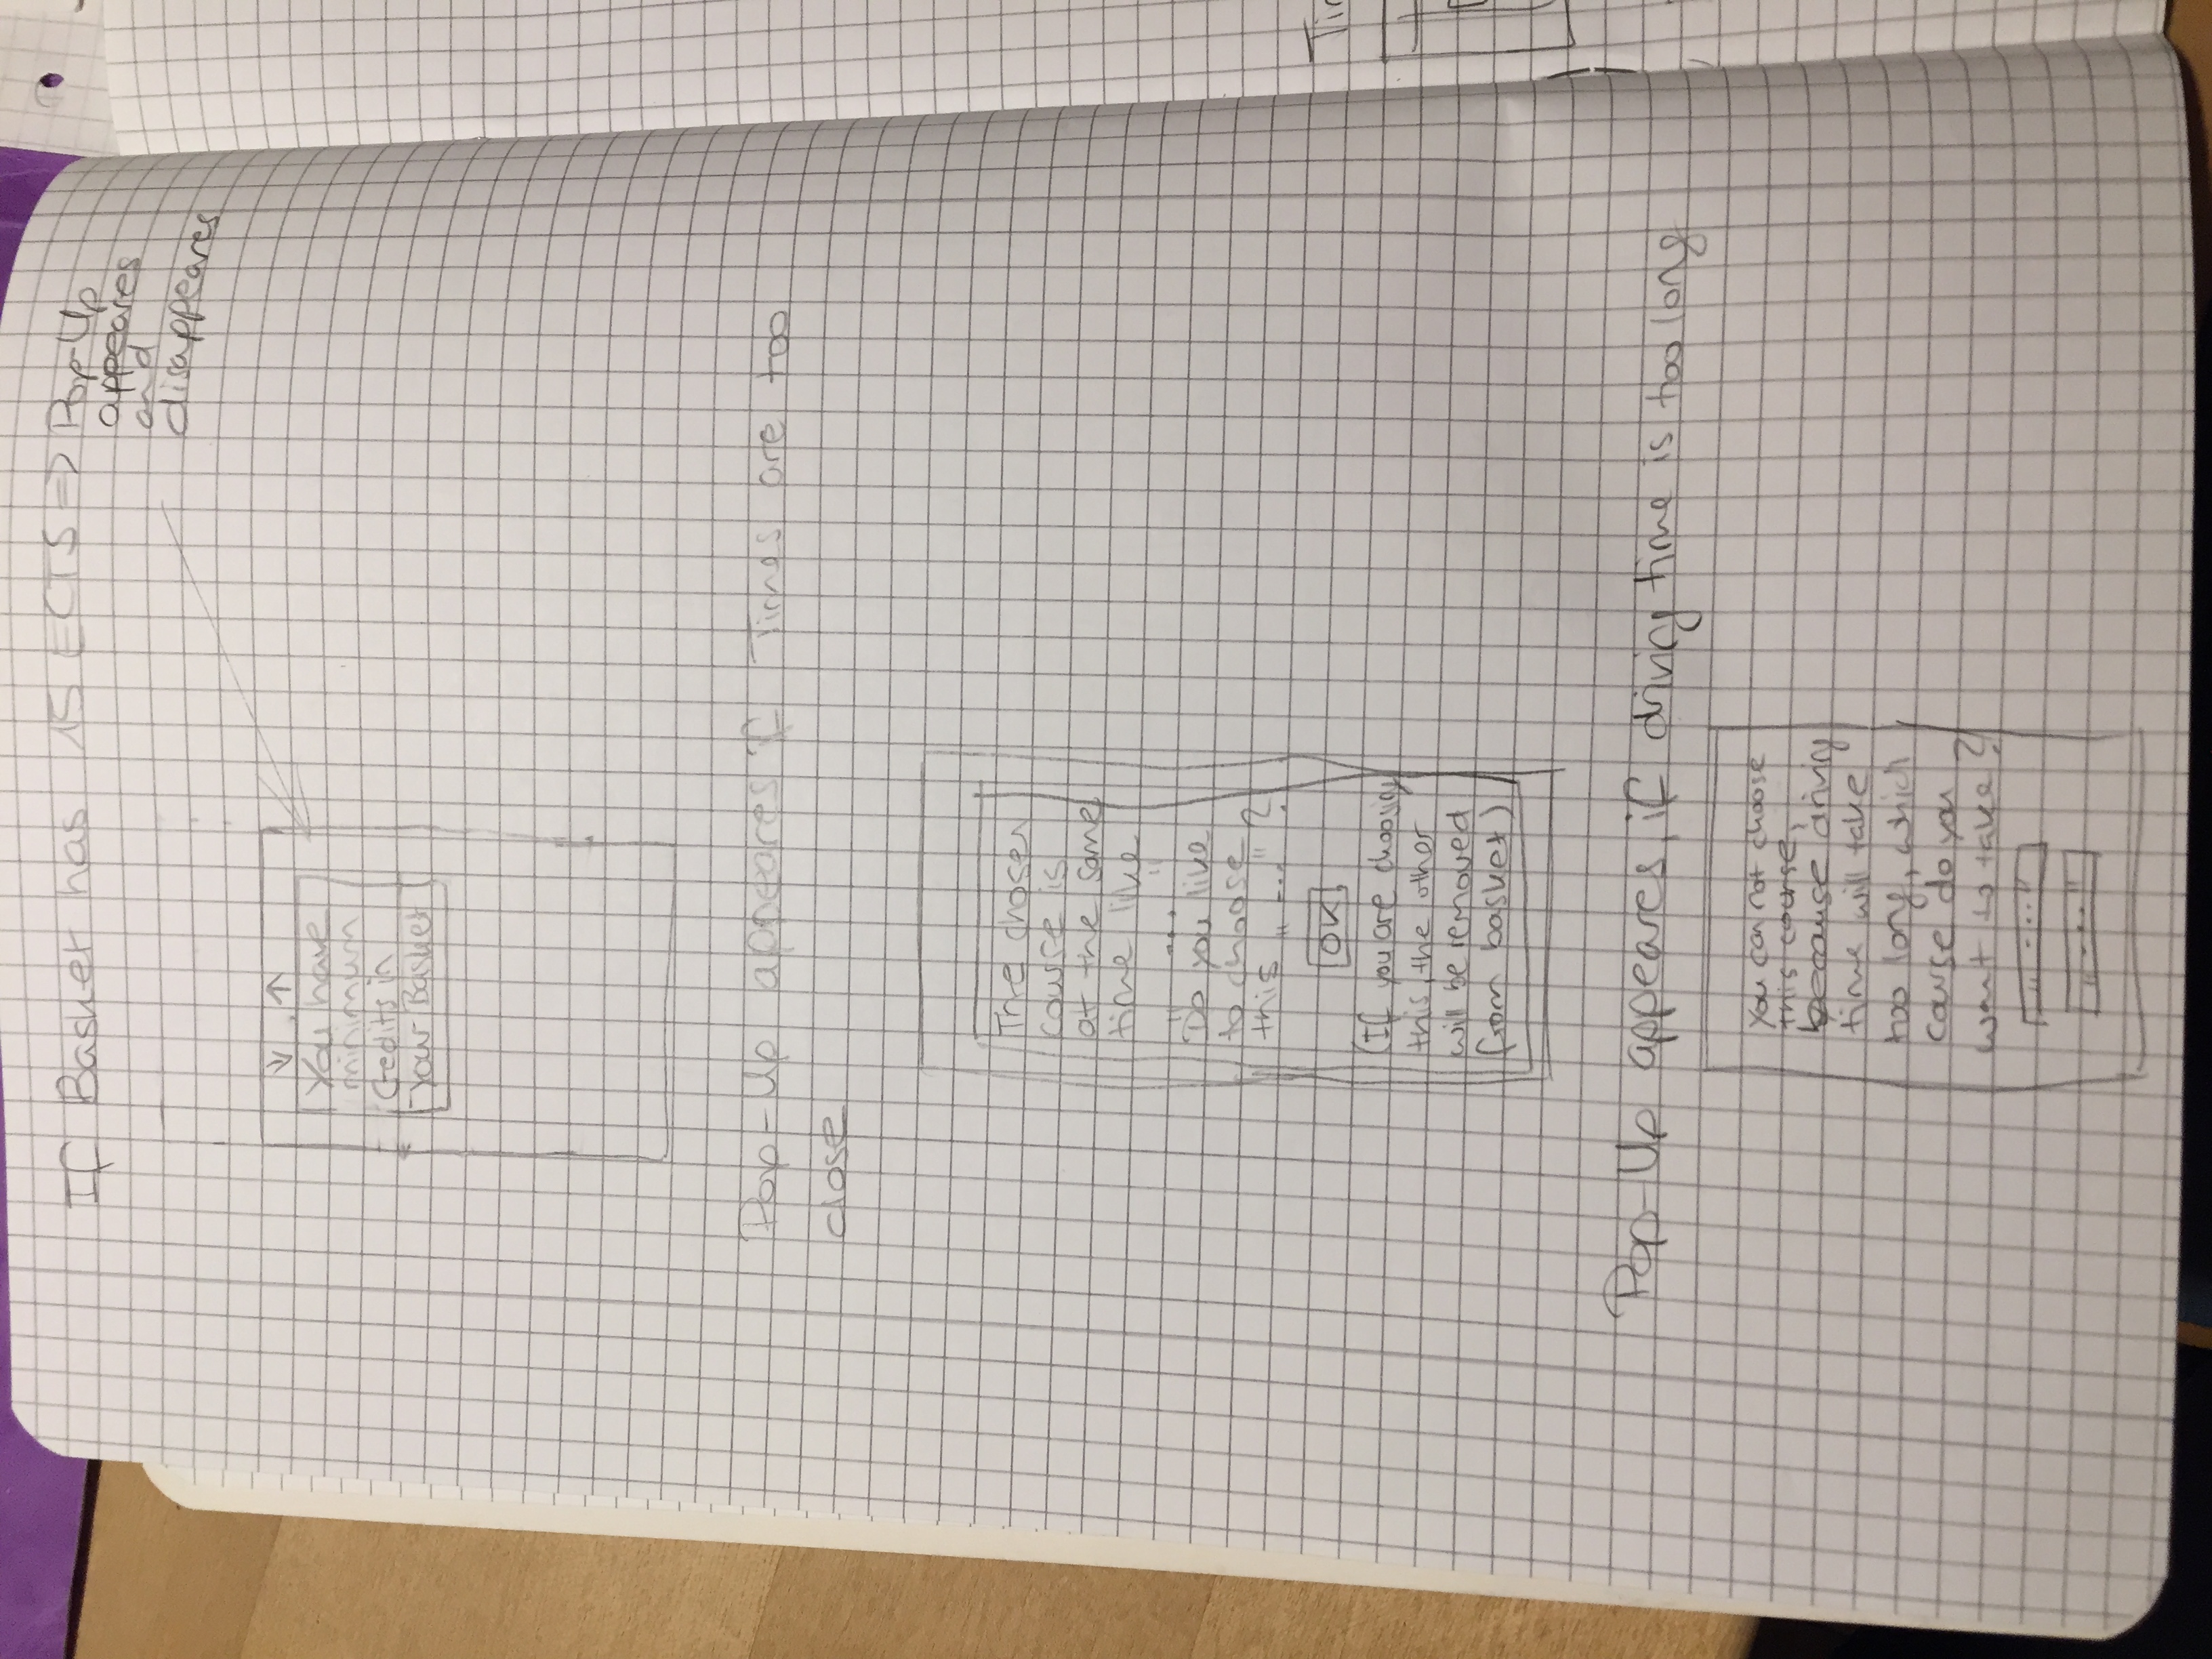 If Basket has 15 ECTS => Pop-Up
appeares
and
disappeares
↓ ↑
You have
minimum
Credits in
Your Basket
Pop-Up appeares if Times are too
close
The chosen
course is
at the same
time like
„ ... "
Do you like
to choose
this „ ... " ?
OK
(If you are choosing
this, the other
will be removed
from basket)
Pop-Up appeares, if driving time is too long
You can not choose
this course,
because driving
time will take
too long, which
course do you
want to take?
„ ... "
„ ... "